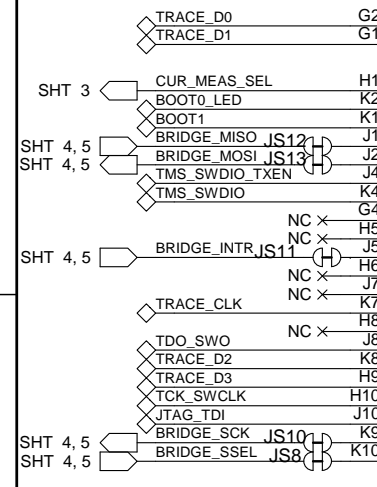 TRACE_D0 G2
TRACE_D1 G1
SHT 3 CUR_MEAS_SEL H1
BOOT0_LED K2
BOOT1 K1
SHT 4, 5 BRIDGE_MISO JS12 J1
SHT 4, 5 BRIDGE_MOSI JS13 J2
TMS_SWDIO_TXEN J4
TMS_SWDIO K4
NC G4
NC H5
SHT 4, 5 BRIDGE_INTR JS11 J5
NC H6
NC J7
TRACE_CLK K7
NC H8
TDO_SWO J8
TRACE_D2 K8
TRACE_D3 H9
TCK_SWCLK H10
JTAG_TDI J10
SHT 4, 5 BRIDGE_SCK JS10 K9
SHT 4, 5 BRIDGE_SSEL JS8 K10